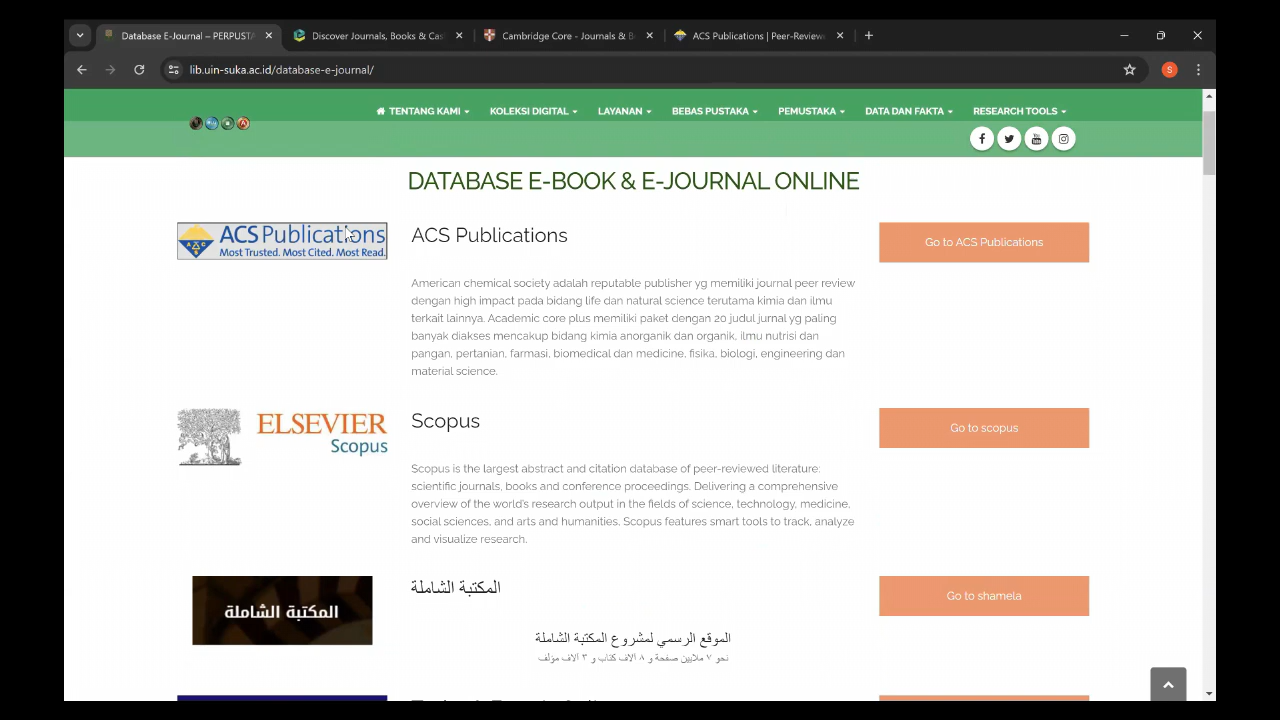 Database E-Journal – PERPUSTA
Discover Journals, Books & Cas
Cambridge Core - Journals & B
ACS Publications | Peer-Reviewe
lib.uin-suka.ac.id/database-e-journal/
S
TENTANG KAMI KOLEKSI DIGITAL LAYANAN BEBAS PUSTAKA PEMUSTAKA DATA DAN FAKTA RESEARCH TOOLS
DATABASE E-BOOK & E-JOURNAL ONLINE
ACS Publications
Most Trusted. Most Cited. Most Read.
ACS Publications
Go to ACS Publications
American chemical society adalah reputable publisher yg memiliki journal peer review
dengan high impact pada bidang life dan natural science terutama kimia dan ilmu
terkait lainnya. Academic core plus memiliki paket dengan 20 judul jurnal yg paling
banyak diakses mencakup bidang kimia anorganik dan organik, ilmu nutrisi dan
pangan, pertanian, farmasi, biomedical dan medicine, fisika, biologi, engineering dan
material science.
ELSEVIER
Scopus
Scopus
Go to scopus
Scopus is the largest abstract and citation database of peer-reviewed literature:
scientific journals, books and conference proceedings. Delivering a comprehensive
overview of the world's research output in the fields of science, technology, medicine,
social sciences, and arts and humanities. Scopus features smart tools to track, analyze
and visualize research.
المكتبة الشاملة
المكتبة الشاملة
Go to shamela
الموقع الرسمي لمشروع المكتبة الشاملة
نحو ٧ ملايين صفحة و ٨ آلاف كتاب و ٣ آلاف مؤلف